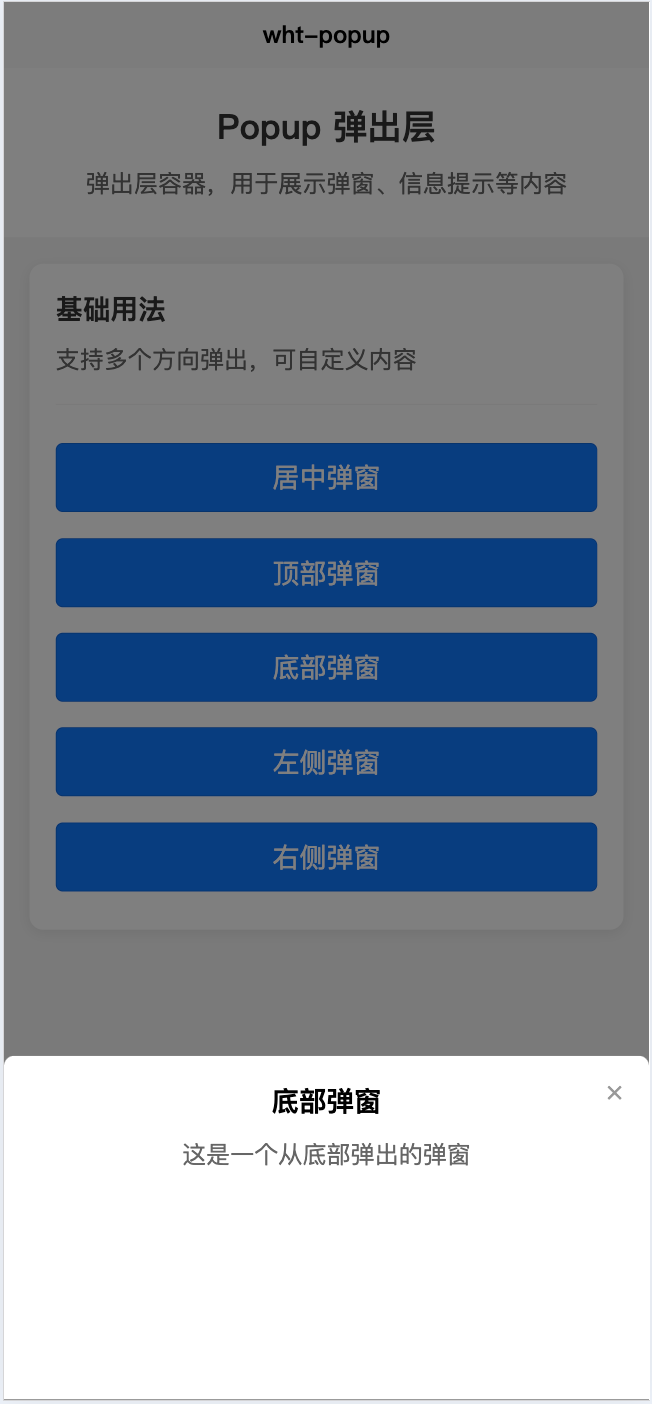 wht-popup
Popup 弹出层
弹出层容器，用于展示弹窗、信息提示等内容
基础用法
支持多个方向弹出，可自定义内容
居中弹窗
顶部弹窗
底部弹窗
左侧弹窗
右侧弹窗
底部弹窗
×
这是一个从底部弹出的弹窗